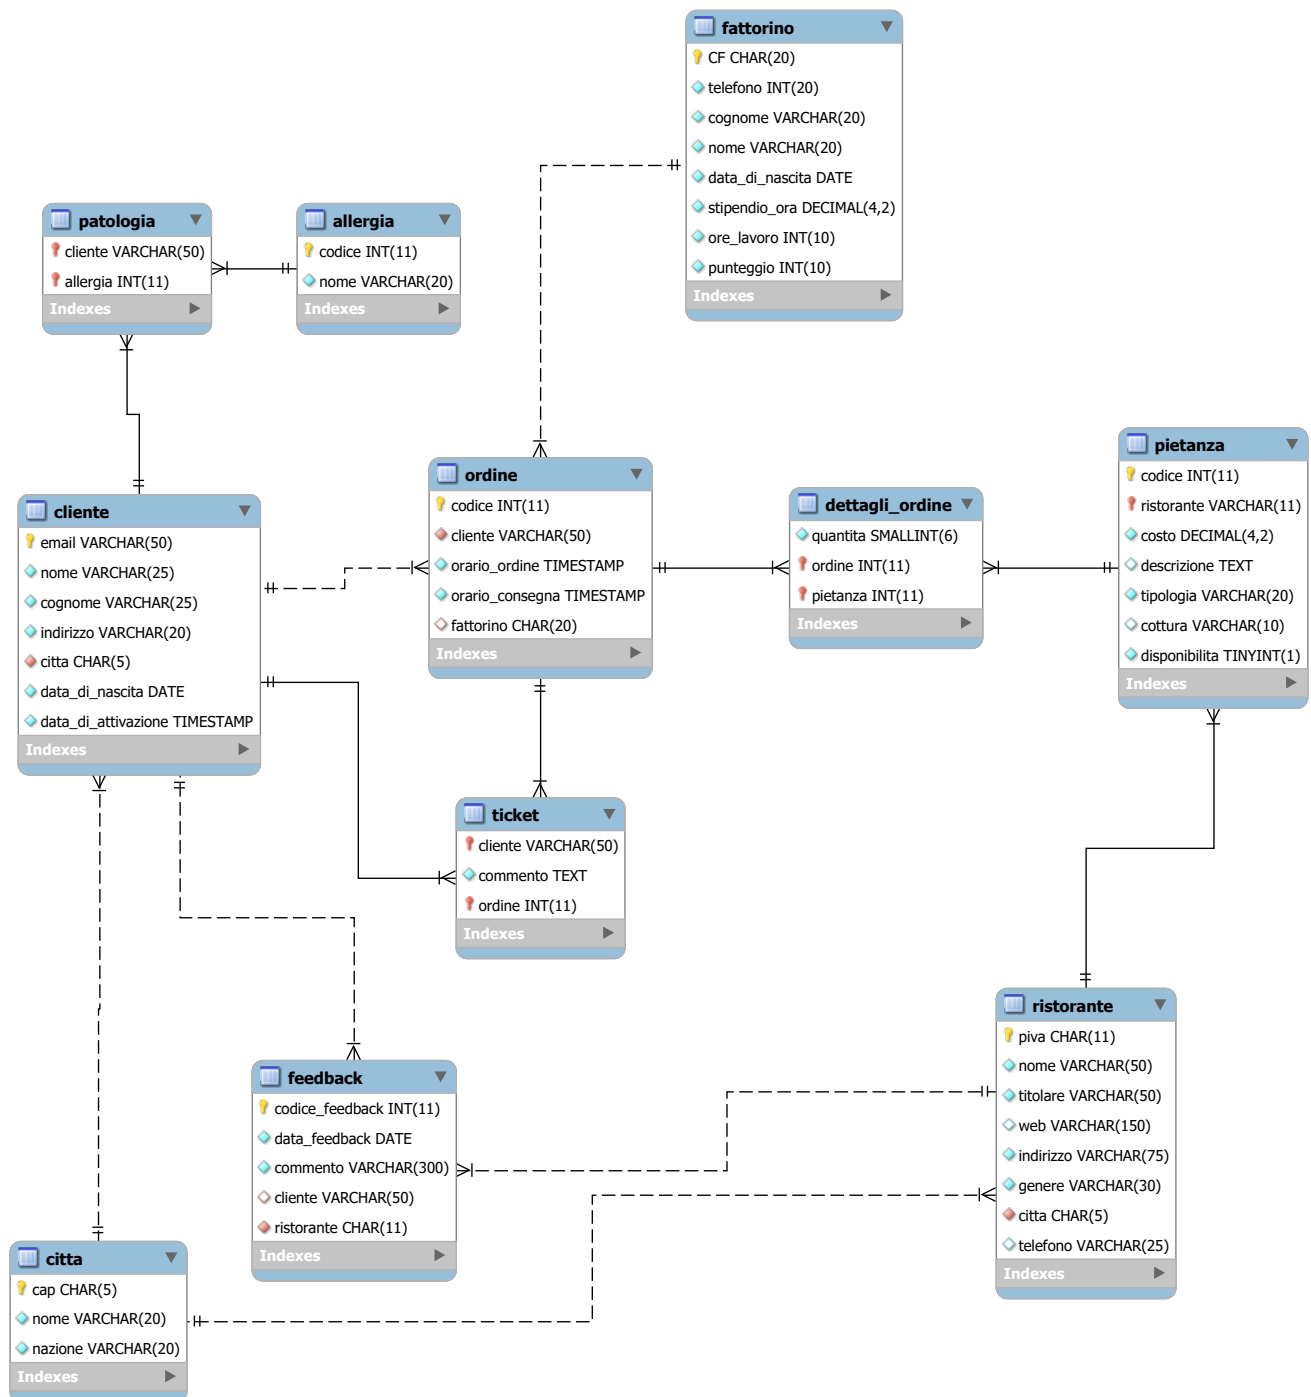 fattorino
CF CHAR(20)
telefono INT(20)
cognome VARCHAR(20)
nome VARCHAR(20)
data_di_nascita DATE
stipendio_ora DECIMAL(4,2)
ore_lavoro INT(10)
punteggio INT(10)
Indexes
patologia
cliente VARCHAR(50)
allergia INT(11)
Indexes
allergia
codice INT(11)
nome VARCHAR(20)
Indexes
cliente
email VARCHAR(50)
nome VARCHAR(25)
cognome VARCHAR(25)
indirizzo VARCHAR(20)
citta CHAR(5)
data_di_nascita DATE
data_di_attivazione TIMESTAMP
Indexes
ordine
codice INT(11)
cliente VARCHAR(50)
orario_ordine TIMESTAMP
orario_consegna TIMESTAMP
fattorino CHAR(20)
Indexes
dettagli_ordine
quantita SMALLINT(6)
ordine INT(11)
pietanza INT(11)
Indexes
pietanza
codice INT(11)
ristorante VARCHAR(11)
costo DECIMAL(4,2)
descrizione TEXT
tipologia VARCHAR(20)
cottura VARCHAR(10)
disponibilita TINYINT(1)
Indexes
ticket
cliente VARCHAR(50)
commento TEXT
ordine INT(11)
Indexes
feedback
codice_feedback INT(11)
data_feedback DATE
commento VARCHAR(300)
cliente VARCHAR(50)
ristorante CHAR(11)
Indexes
ristorante
piva CHAR(11)
nome VARCHAR(50)
titolare VARCHAR(50)
web VARCHAR(150)
indirizzo VARCHAR(75)
genere VARCHAR(30)
citta CHAR(5)
telefono VARCHAR(25)
Indexes
citta
cap CHAR(5)
nome VARCHAR(20)
nazione VARCHAR(20)
Indexes